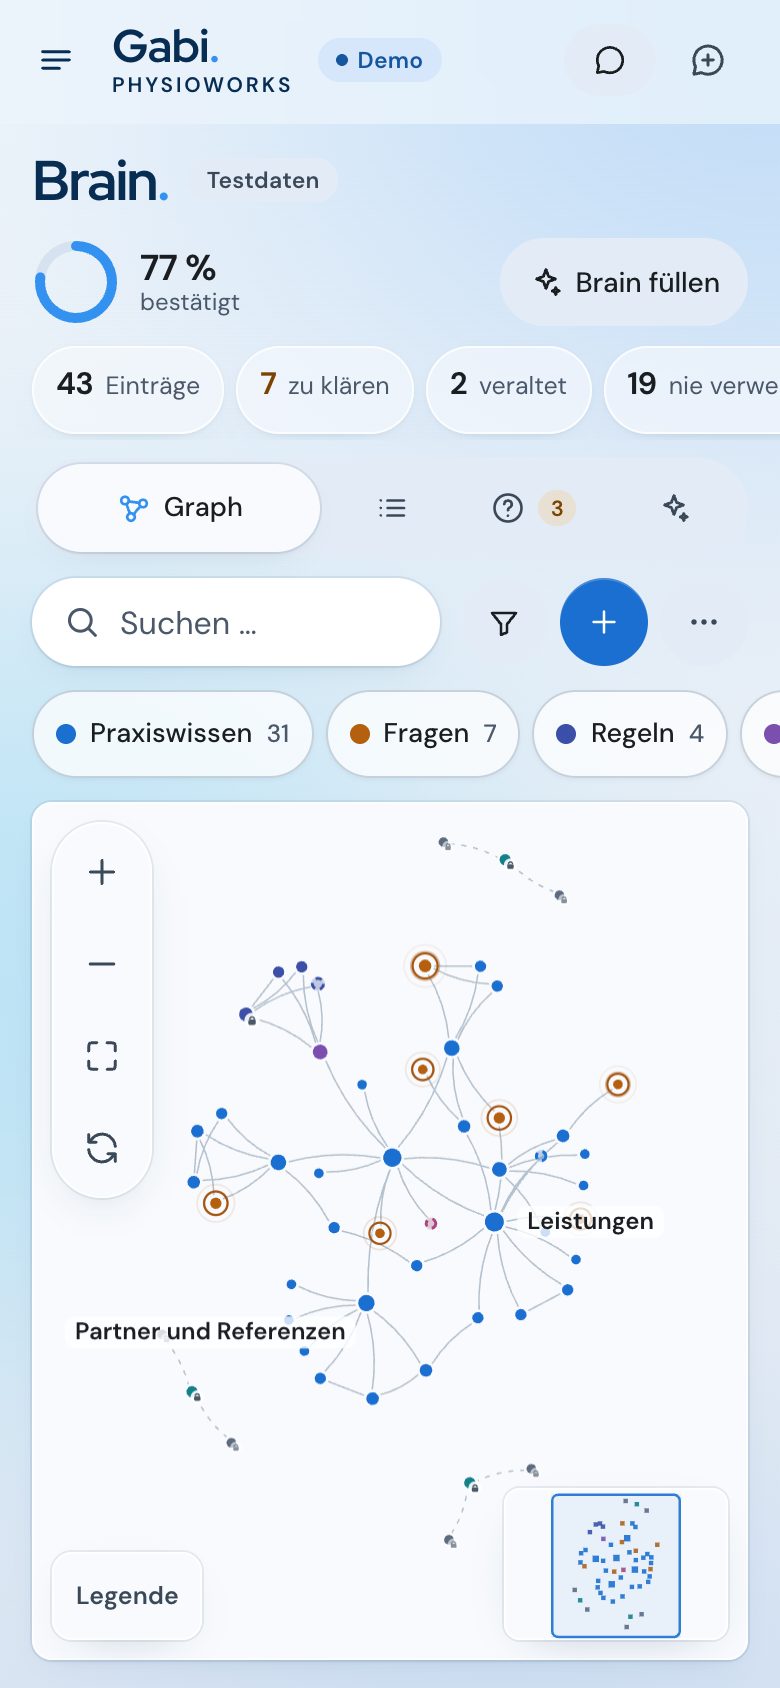 Gabi.
PHYSIOWORKS
Demo
Brain.
Testdaten
77 %
bestätigt
Brain füllen
43 Einträge
7 zu klären
2 veraltet
19 nie verwe
Graph
3
Suchen ...
Praxiswissen 31
Fragen 7
Regeln 4
Leistungen
Partner und Referenzen
Legende